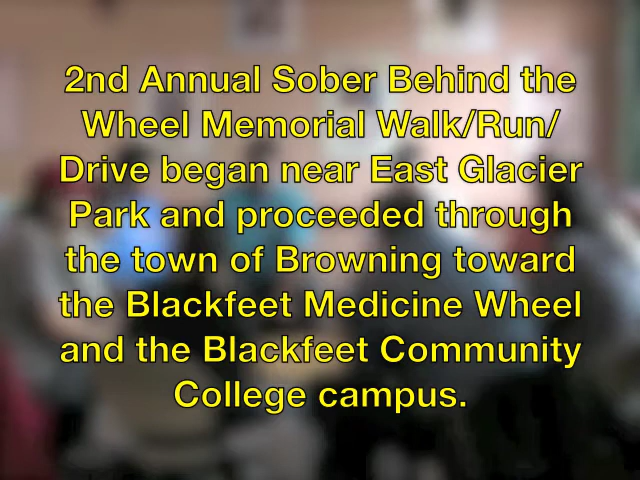 2nd Annual Sober Behind the
Wheel Memorial Walk/Run/
Drive began near East Glacier
Park and proceeded through
the town of Browning toward
the Blackfeet Medicine Wheel
and the Blackfeet Community
College campus.